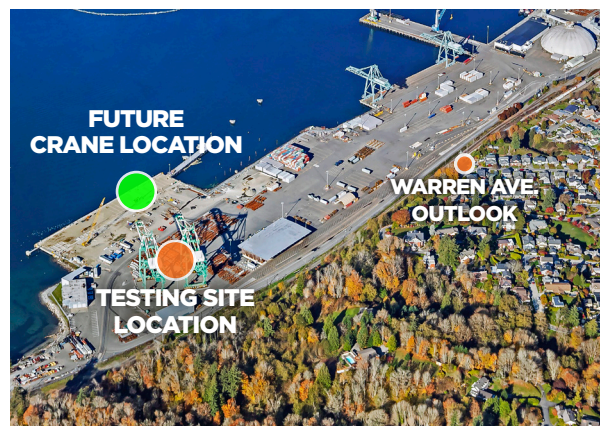 FUTURE
CRANE LOCATION
WARREN AVE.
OUTLOOK
TESTING SITE
LOCATION